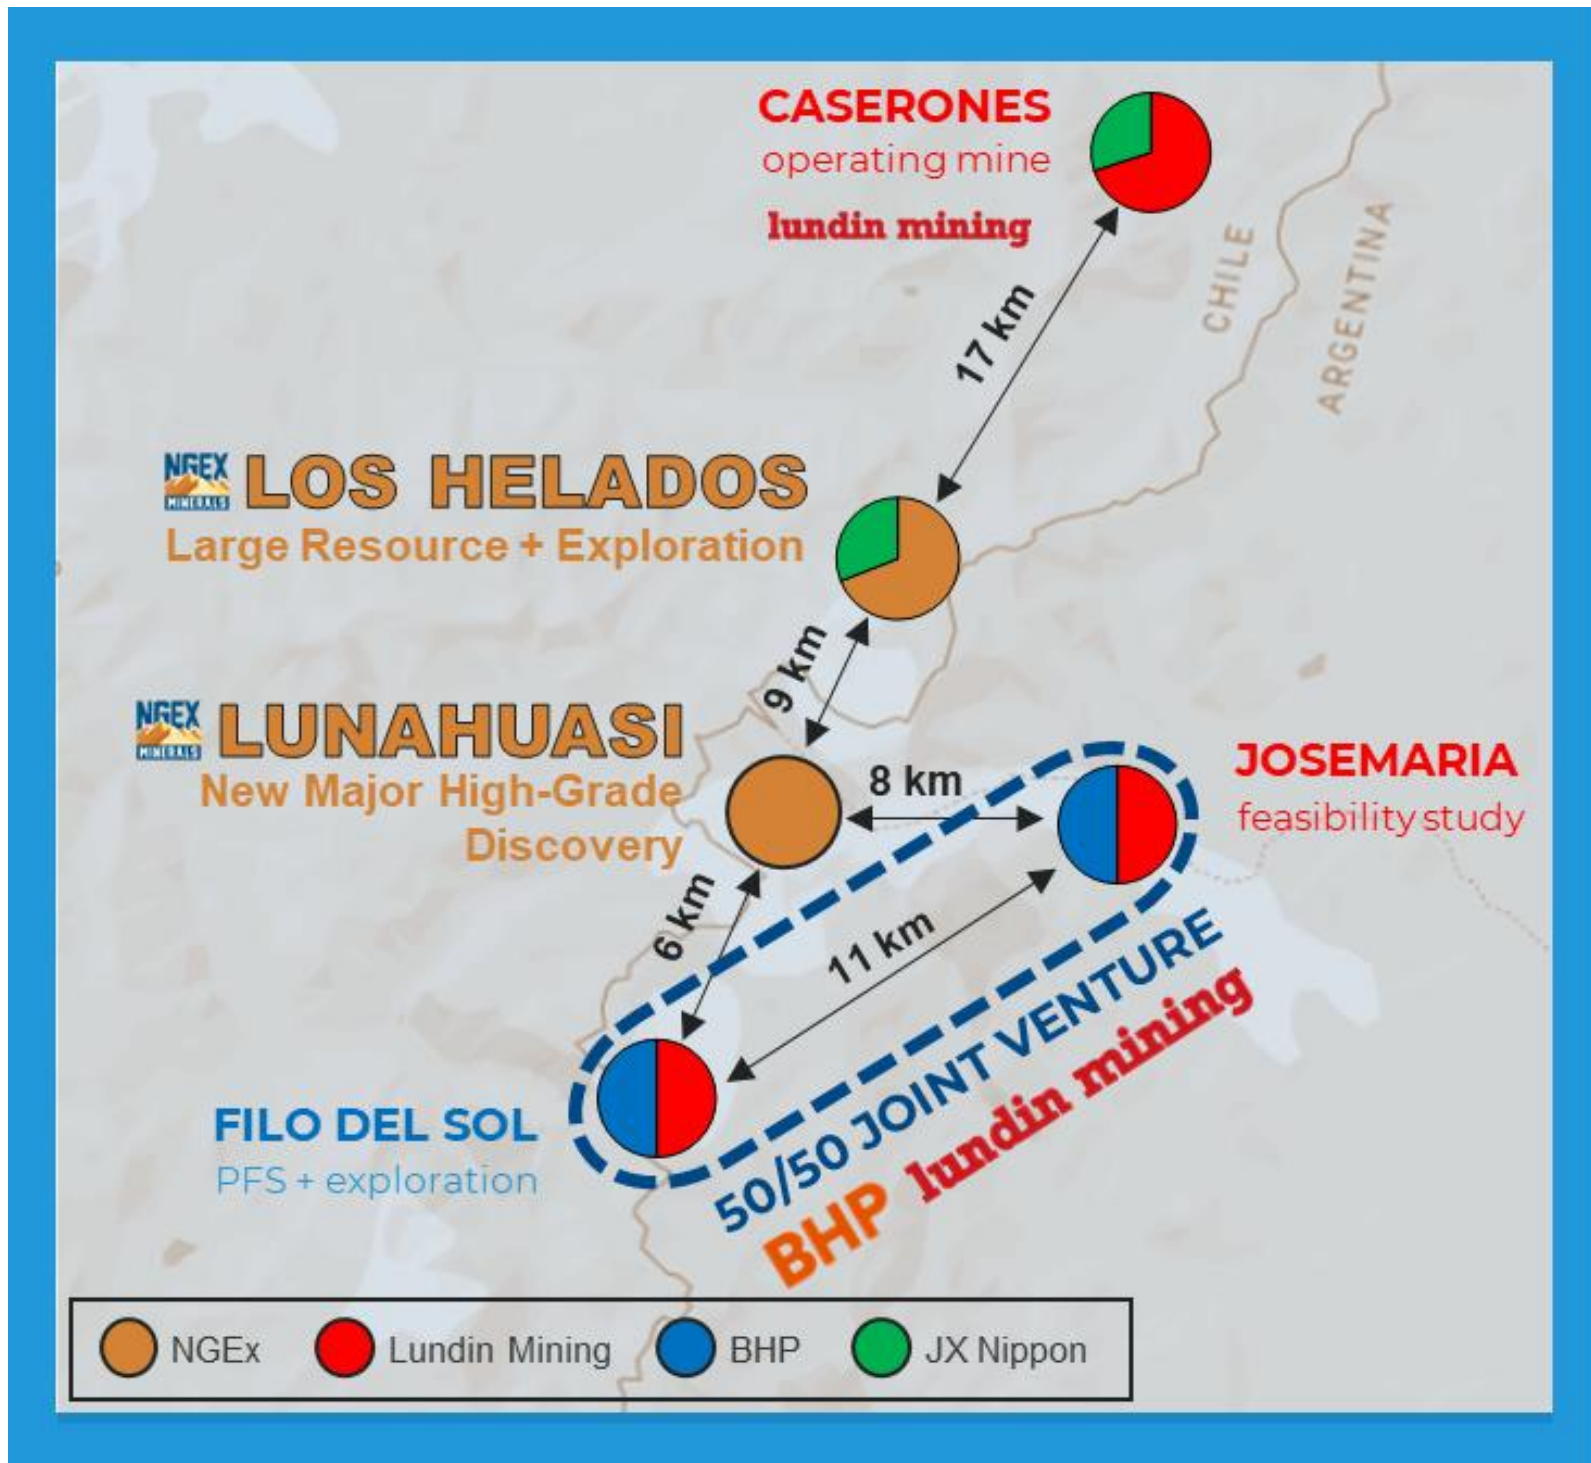 CASERONES
operating mine
lundin mining
CHILE
ARGENTINA
17 km
NGEX
MINERALS
LOS HELADOS
Large Resource + Exploration
9 km
NGEX
MINERALS
LUNAHUASI
New Major High-Grade
Discovery
8 km
JOSEMARIA
feasibility study
6 km
11 km
50/50 JOINT VENTURE
BHP lundin mining
FILO DEL SOL
PFS + exploration
NGEx
Lundin Mining
BHP
JX Nippon